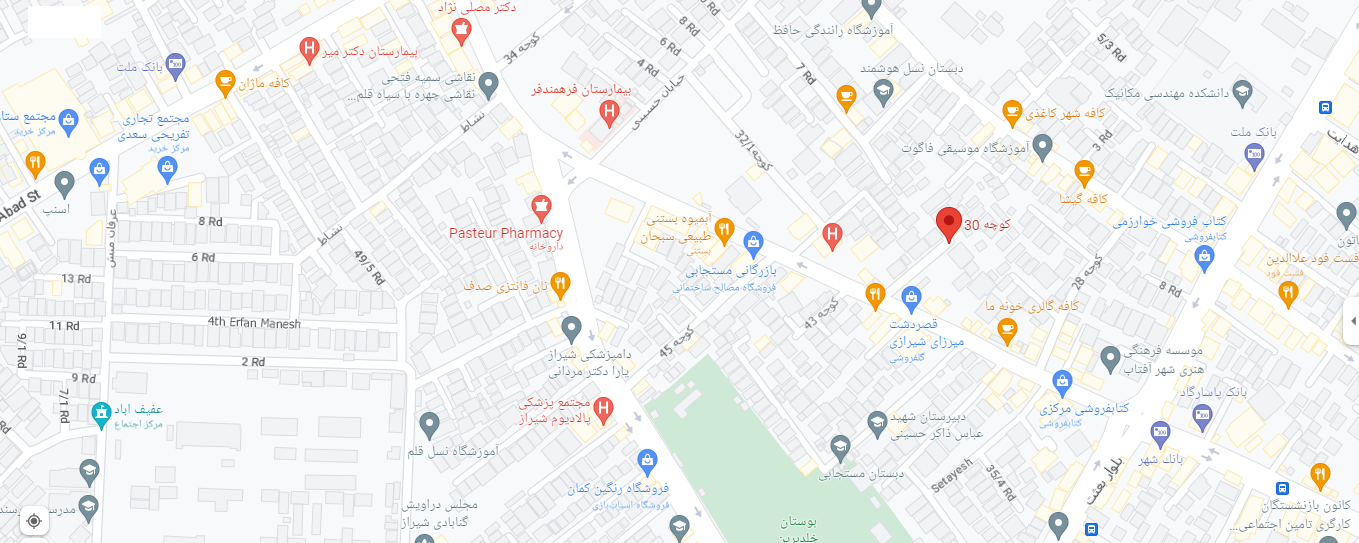 دکتر مصلی نژاد
8 Rd
کوچه 34
6 Rd
4 Rd
آموزشگاه رانندگی حافظ
5/3 Rd
بیمارستان دکتر میر
بانک ملت
کافه ماژان
نقاشی سمیه فتحی
نقاشی چهره با سیاه قلم...
بیمارستان فرهمندفر
خیابان حسینی
7 Rd
دبستان نسل هوشمند
دانشکده مهندسی مکانیک
کافه شهر کاغذی
بانک ملت
هدایت
مجتمع ستا
مرکز خرید
مجتمع تجاری
تفریحی سعدی
مرکز خرید
نشاط
کوچه 32/1
آموزشگاه موسیقی فاگوت
3 Rd
کافه گیشا
Abad St
اسنپ
عرفان منش
8 Rd
نشاط
6 Rd
49/5 Rd
13 Rd
Pasteur Pharmacy
داروخانه
آبمیوه بستنی
طبیعی سبحان
بستنی
کوچه 30
کتاب فروشی خوارزمی
کتابفروشی
اتون
فست فود علاالدین
فست فود
بازرگانی مستجابی
فروشگاه مصالح ساختمانی
نان فانتزی صدف
کوچه 28
8 Rd
کوچه 43
کافه گالری خونه ما
قصردشت
میرزای شیرازی
گلفروشی
4th Erfan Manesh
11 Rd
9/1 Rd
2 Rd
9 Rd
7/1 Rd
کوچه 45
دامپزشکی شیراز
پارا دکتر مردانی
موسسه فرهنگی
هنری شهر آفتاب
بانک پاسارگاد
عفیف اباد
مرکز اجتماع
مجتمع پزشکی
پالادیوم شیراز
کتابفروشی مرکزی
کتابفروشی
دبیرستان شهید
عباس ذاکر حسینی
آموزشگاه نسل قلم
دبستان مستجابی
بانک شهر
Setayesh
35/4 Rd
بلوار بعثت
فروشگاه رنگین کمان
فروشگاه اسباب‌بازی
مجلس دراویش
گنابادی شیراز
بوستان
خلدبرین
کانون بازنشستگان
کارگری تامین اجتماعی...